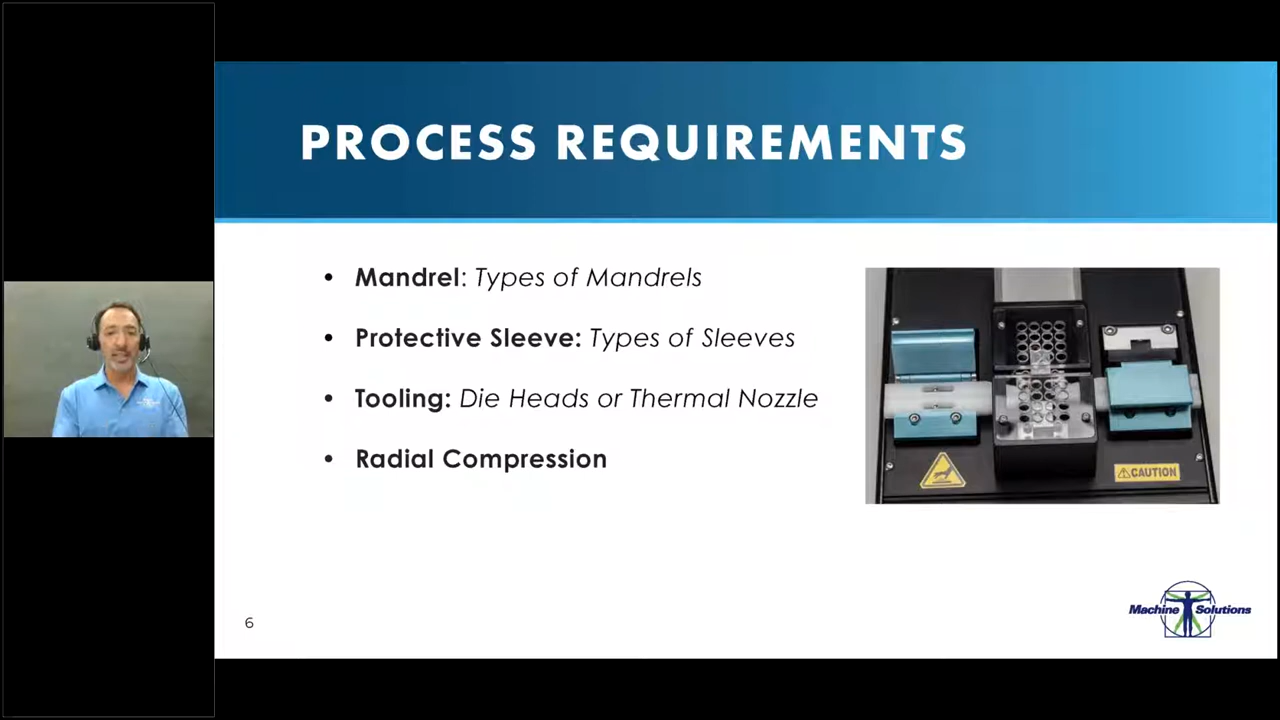 PROCESS REQUIREMENTS
• Mandrel: Types of Mandrels
• Protective Sleeve: Types of Sleeves
• Tooling: Die Heads or Thermal Nozzle
• Radial Compression
CAUTION
6
Machine Solutions